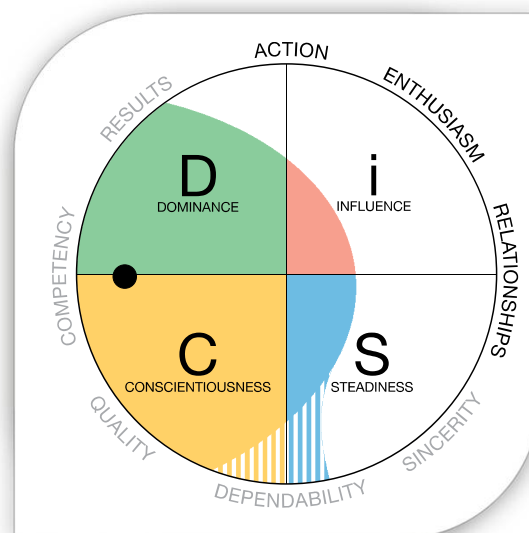 ACTION
ENTHUSIASM
RELATIONSHIPS
SINCERITY
DEPENDABILITY
QUALITY
COMPETENCY
RESULTS
D
DOMINANCE
i
INFLUENCE
C
CONSCIENTIOUSNESS
S
STEADINESS